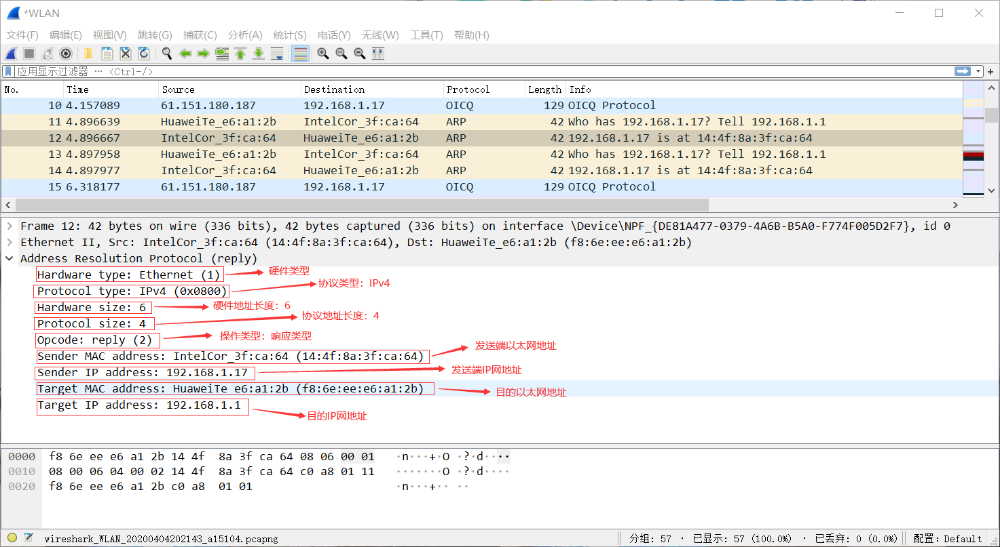 *WLAN
文件(F) 编辑(E) 视图(V) 跳转(G) 捕获(C) 分析(A) 统计(S) 电话(Y) 无线(W) 工具(T) 帮助(H)
应用显示过滤器 … <Ctrl-/>
No. Time Source Destination Protocol Length Info
10 4.157089 61.151.180.187 192.168.1.17 OICQ 129 OICQ Protocol
11 4.896639 HuaweiTe_e6:a1:2b IntelCor_3f:ca:64 ARP 42 Who has 192.168.1.17? Tell 192.168.1.1
12 4.896667 IntelCor_3f:ca:64 HuaweiTe_e6:a1:2b ARP 42 192.168.1.17 is at 14:4f:8a:3f:ca:64
13 4.897958 HuaweiTe_e6:a1:2b IntelCor_3f:ca:64 ARP 42 Who has 192.168.1.17? Tell 192.168.1.1
14 4.897977 IntelCor_3f:ca:64 HuaweiTe_e6:a1:2b ARP 42 192.168.1.17 is at 14:4f:8a:3f:ca:64
15 6.318177 61.151.180.187 192.168.1.17 OICQ 129 OICQ Protocol
Frame 12: 42 bytes on wire (336 bits), 42 bytes captured (336 bits) on interface \Device\NPF_{DE81A477-0379-4A6B-B5A0-F774F005D2F7}, id 0
Ethernet II, Src: IntelCor_3f:ca:64 (14:4f:8a:3f:ca:64), Dst: HuaweiTe_e6:a1:2b (f8:6e:ee:e6:a1:2b)
Address Resolution Protocol (reply)
Hardware type: Ethernet (1) 硬件类型
Protocol type: IPv4 (0x0800) 协议类型：IPv4
Hardware size: 6 硬件地址长度：6
Protocol size: 4 协议地址长度：4
Opcode: reply (2) 操作类型：响应类型
Sender MAC address: IntelCor_3f:ca:64 (14:4f:8a:3f:ca:64) 发送端以太网地址
Sender IP address: 192.168.1.17 发送端IP网地址
Target MAC address: HuaweiTe e6:a1:2b (f8:6e:ee:e6:a1:2b) 目的以太网地址
Target IP address: 192.168.1.1 目的IP网地址
0000 f8 6e ee e6 a1 2b 14 4f 8a 3f ca 64 08 06 00 01 ·n···+·O ·?·d····
0010 08 00 06 04 00 02 14 4f 8a 3f ca 64 c0 a8 01 11 ·······O ·?·d····
0020 f8 6e ee e6 a1 2b c0 a8 01 01 ·n···+·· ··
wireshark_WLAN_20200404202143_a15104.pcapng 分组: 57 · 已显示: 57 (100.0%) · 已丢弃: 0 (0.0%) 配置：Default